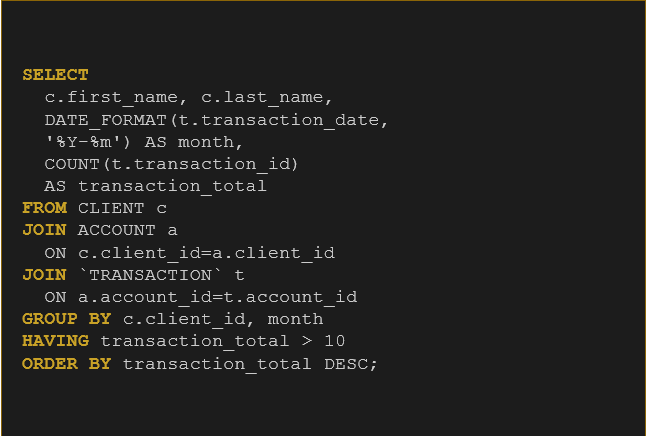 SELECT
c.first_name, c.last_name,
DATE_FORMAT(t.transaction_date,
'%Y-%m') AS month,
COUNT(t.transaction_id)
AS transaction_total
FROM CLIENT c
JOIN ACCOUNT a
ON c.client_id=a.client_id
JOIN `TRANSACTION` t
ON a.account_id=t.account_id
GROUP BY c.client_id, month
HAVING transaction_total > 10
ORDER BY transaction_total DESC;